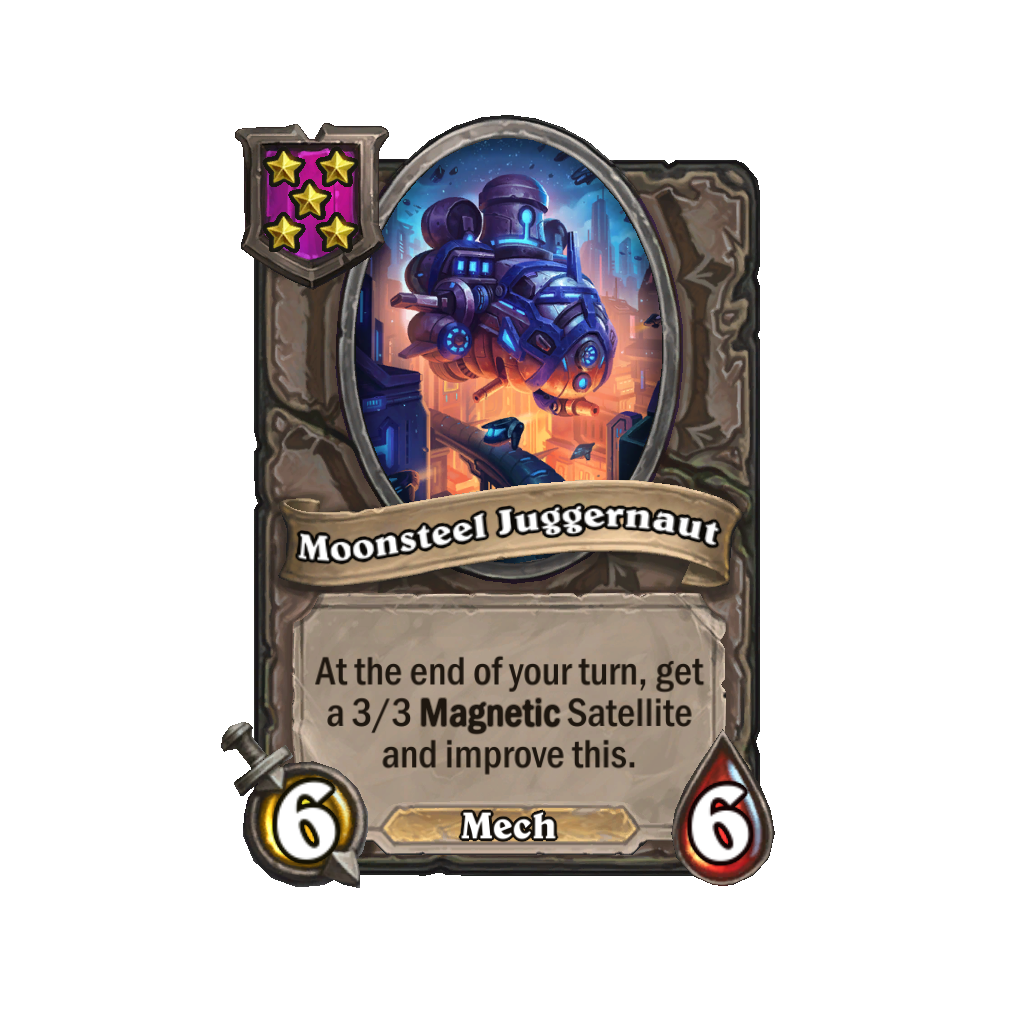 Moonsteel Juggernaut
At the end of your turn, get
a 3/3 Magnetic Satellite
and improve this.
6
Mech
6